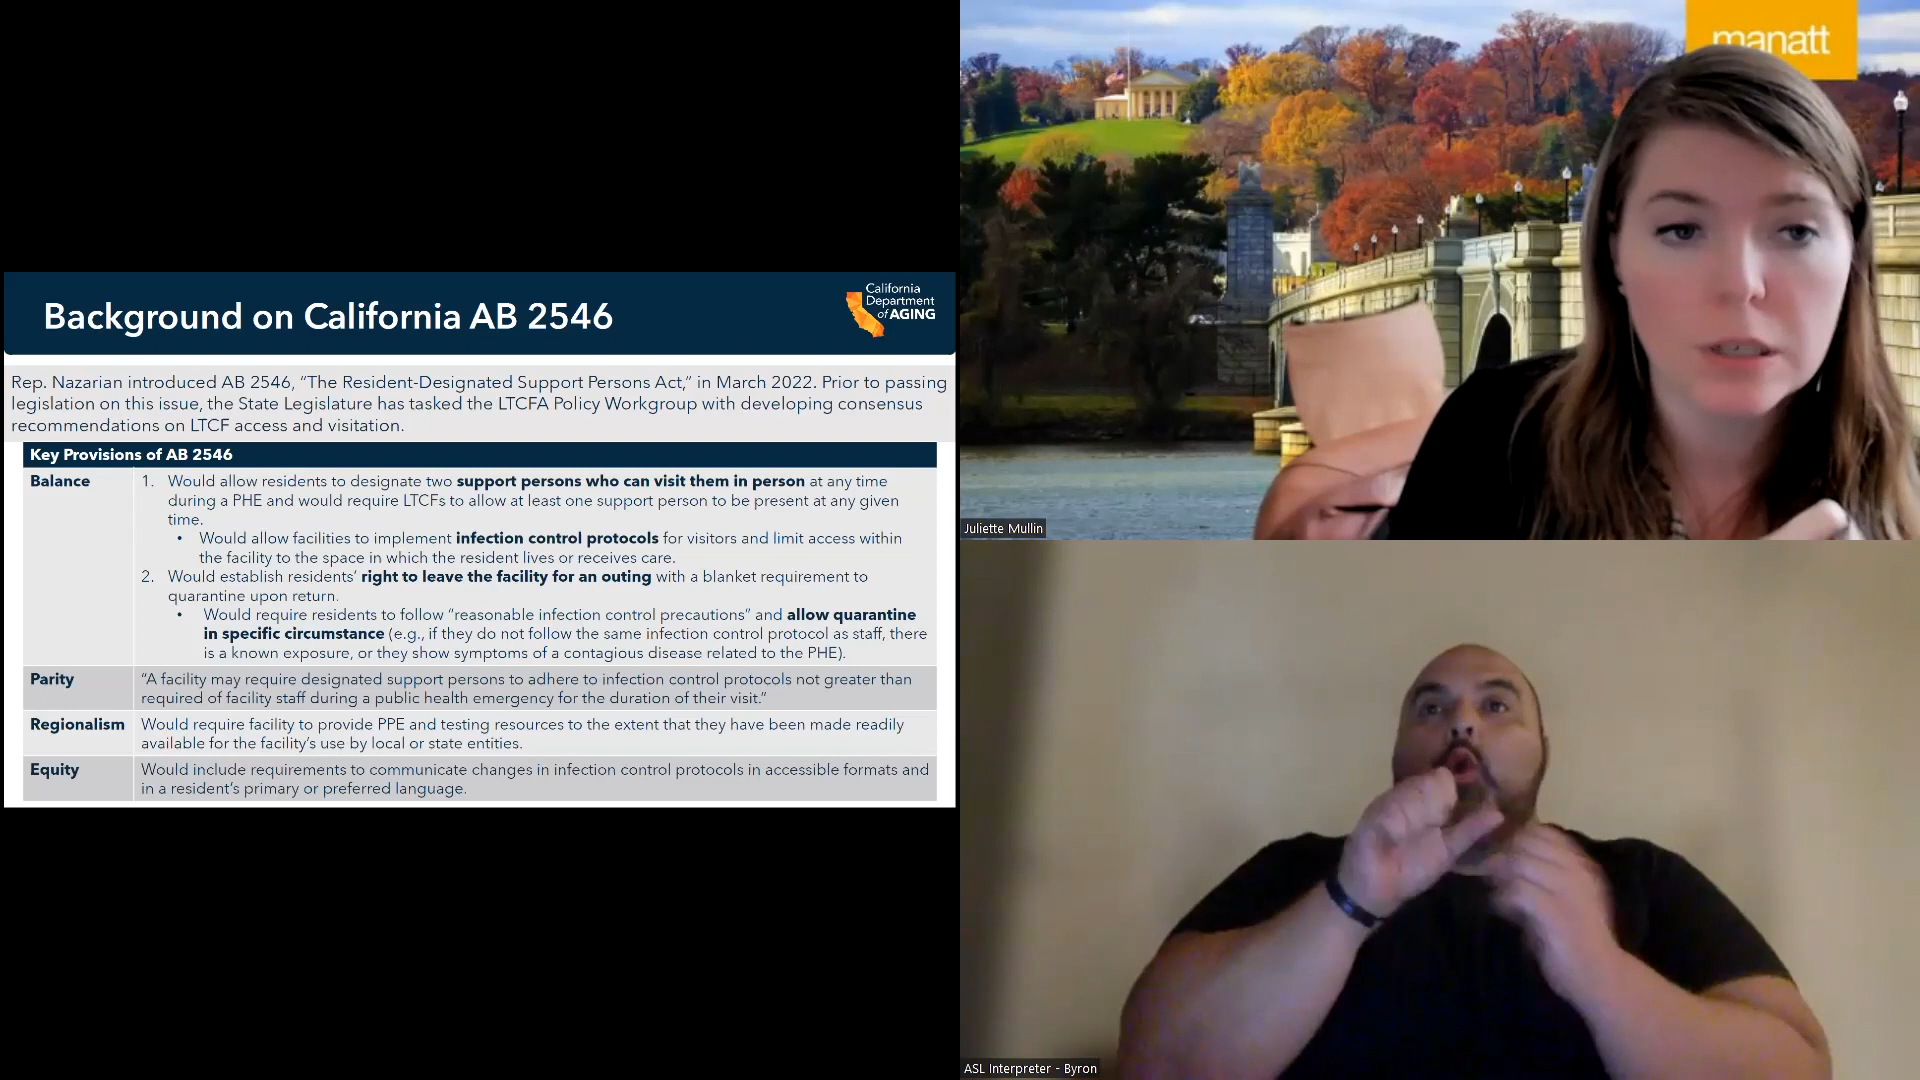 Background on California AB 2546
California
Department
of AGING
Rep. Nazarian introduced AB 2546, “The Resident-Designated Support Persons Act,” in March 2022. Prior to passing
legislation on this issue, the State Legislature has tasked the LTCFA Policy Workgroup with developing consensus
recommendations on LTCF access and visitation.
Key Provisions of AB 2546
Balance
1. Would allow residents to designate two support persons who can visit them in person at any time
during a PHE and would require LTCFs to allow at least one support person to be present at any given
time.
• Would allow facilities to implement infection control protocols for visitors and limit access within
the facility to the space in which the resident lives or receives care.
2. Would establish residents’ right to leave the facility for an outing with a blanket requirement to
quarantine upon return.
• Would require residents to follow “reasonable infection control precautions” and allow quarantine
in specific circumstance (e.g., if they do not follow the same infection control protocol as staff, there
is a known exposure, or they show symptoms of a contagious disease related to the PHE).
Parity
“A facility may require designated support persons to adhere to infection control protocols not greater than
required of facility staff during a public health emergency for the duration of their visit.”
Regionalism
Would require facility to provide PPE and testing resources to the extent that they have been made readily
available for the facility’s use by local or state entities.
Equity
Would include requirements to communicate changes in infection control protocols in accessible formats and
in a resident’s primary or preferred language.
manatt
Juliette Mullin
ASL Interpreter - Byron